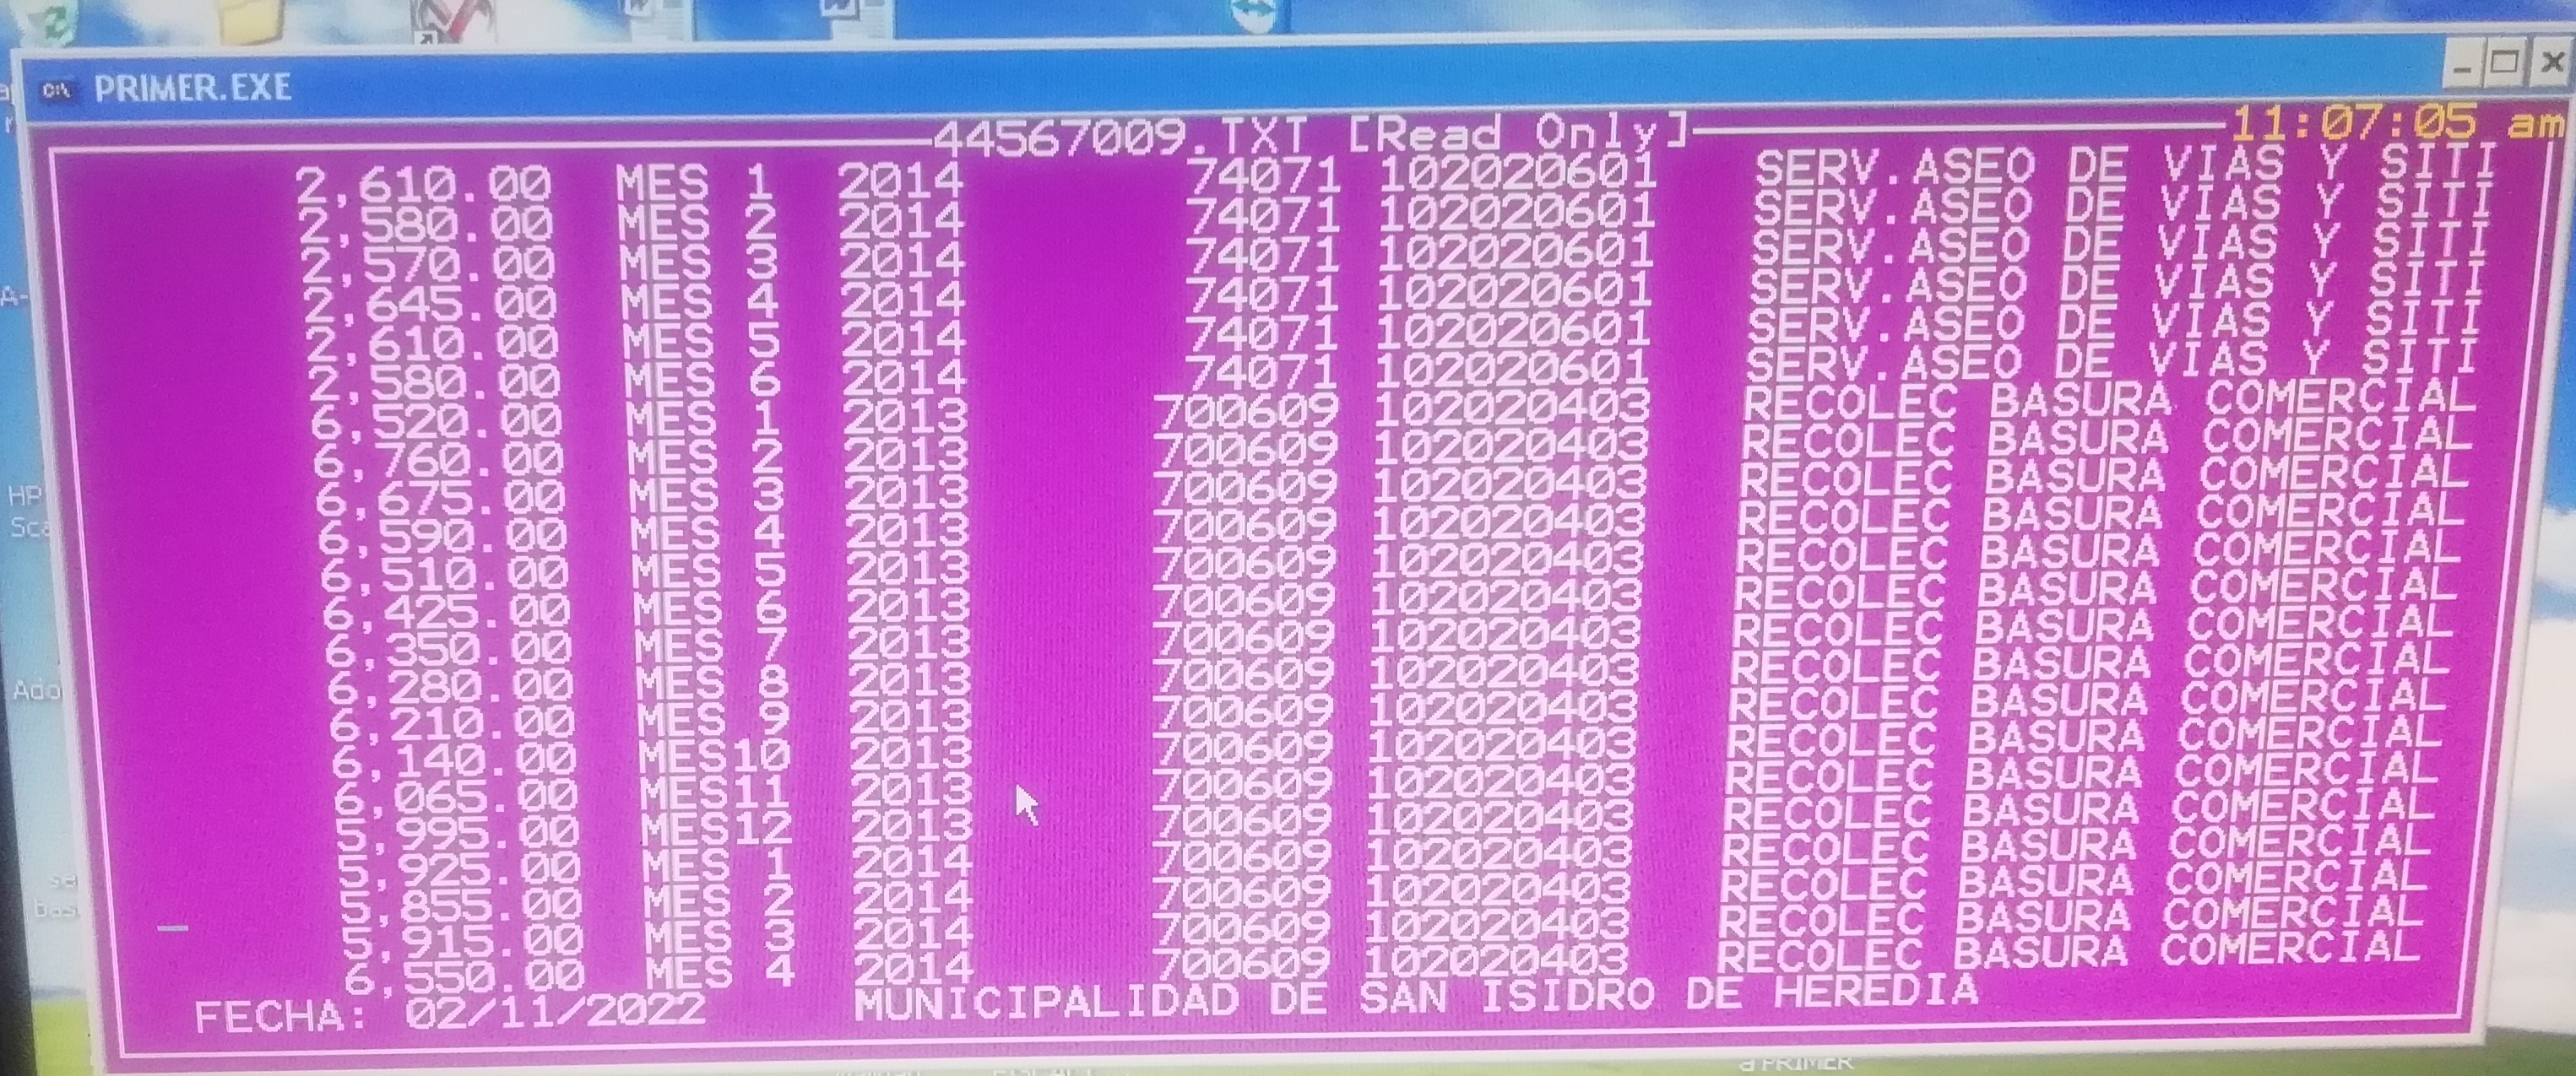 PRIMER.EXE
44567009.TXT [Read Only] 11:07:05 am
2,610.00 MES 1 2014 74071 102020601 SERV.ASEO DE VIAS Y SITI
2,580.00 MES 2 2014 74071 102020601 SERV.ASEO DE VIAS Y SITI
2,570.00 MES 3 2014 74071 102020601 SERV.ASEO DE VIAS Y SITI
2,645.00 MES 4 2014 74071 102020601 SERV.ASEO DE VIAS Y SITI
2,610.00 MES 5 2014 74071 102020601 SERV.ASEO DE VIAS Y SITI
2,580.00 MES 6 2014 74071 102020601 SERV.ASEO DE VIAS Y SITI
6,520.00 MES 1 2013 700609 102020403 RECOLEC BASURA COMERCIAL
6,760.00 MES 2 2013 700609 102020403 RECOLEC BASURA COMERCIAL
6,675.00 MES 3 2013 700609 102020403 RECOLEC BASURA COMERCIAL
6,590.00 MES 4 2013 700609 102020403 RECOLEC BASURA COMERCIAL
6,510.00 MES 5 2013 700609 102020403 RECOLEC BASURA COMERCIAL
6,425.00 MES 6 2013 700609 102020403 RECOLEC BASURA COMERCIAL
6,350.00 MES 7 2013 700609 102020403 RECOLEC BASURA COMERCIAL
6,280.00 MES 8 2013 700609 102020403 RECOLEC BASURA COMERCIAL
6,210.00 MES 9 2013 700609 102020403 RECOLEC BASURA COMERCIAL
6,140.00 MES10 2013 700609 102020403 RECOLEC BASURA COMERCIAL
6,065.00 MES11 2013 700609 102020403 RECOLEC BASURA COMERCIAL
5,995.00 MES12 2013 700609 102020403 RECOLEC BASURA COMERCIAL
5,925.00 MES 1 2014 700609 102020403 RECOLEC BASURA COMERCIAL
5,855.00 MES 2 2014 700609 102020403 RECOLEC BASURA COMERCIAL
5,915.00 MES 3 2014 700609 102020403 RECOLEC BASURA COMERCIAL
6,550.00 MES 4 2014 700609 102020403 RECOLEC BASURA COMERCIAL
FECHA: 02/11/2022 MUNICIPALIDAD DE SAN ISIDRO DE HEREDIA
HP
Ado
a PRIMER